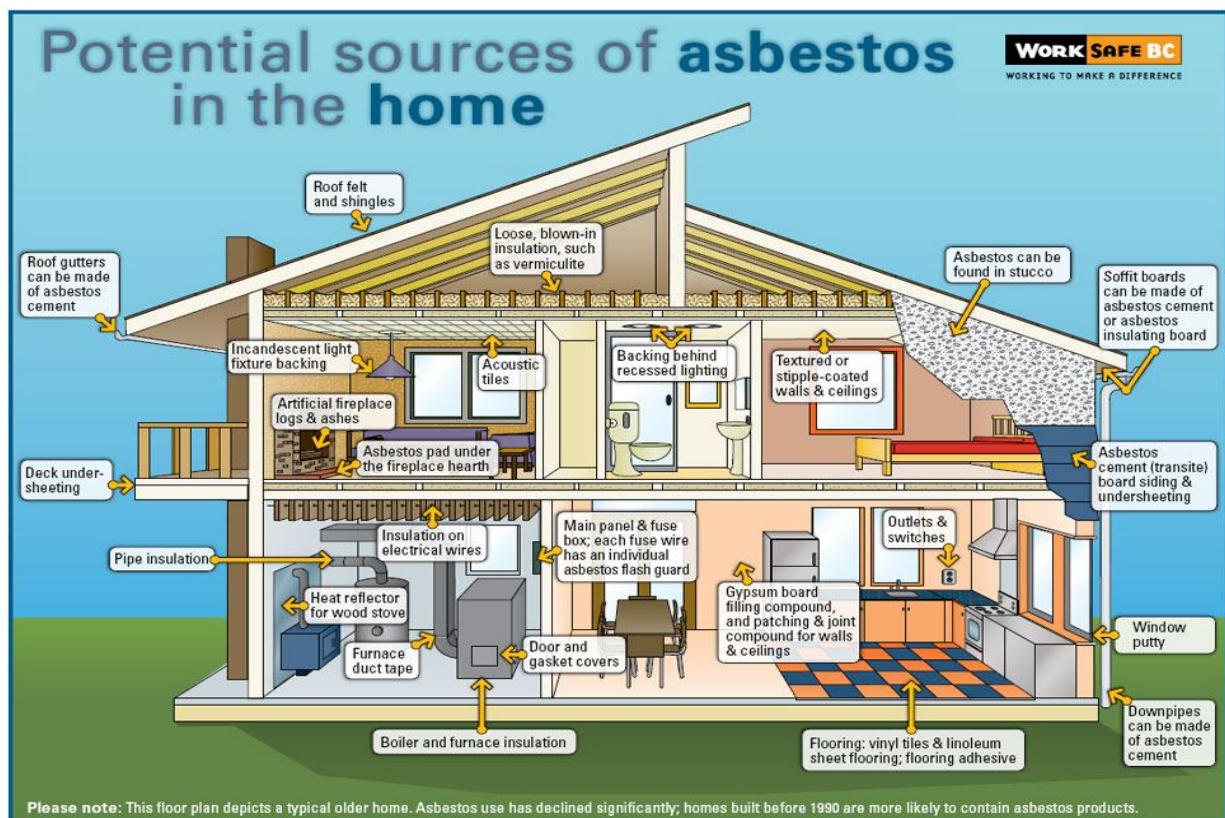 Potential sources of asbestos
in the home
WORK SAFE BC
WORKING TO MAKE A DIFFERENCE
Roof felt
and shingles
Roof gutters
can be made
of asbestos
cement
Loose, blown-in
insulation, such
as vermiculite
Asbestos can be
found in stucco
Soffit boards
can be made of
asbestos cement
or asbestos
insulating board
Incandescent light
fixture backing
Acoustic
tiles
Backing behind
recessed lighting
Textured or
stipple-coated
walls & ceilings
Artificial fireplace
logs & ashes
Asbestos pad under
the fireplace hearth
Deck under-
sheeting
Asbestos
cement (transite)
board siding &
undersheeting
Pipe insulation
Insulation on
electrical wires
Main panel & fuse
box; each fuse wire
has an individual
asbestos flash guard
Outlets &
switches
Heat reflector
for wood stove
Gypsum board
filling compound,
and patching & joint
compound for walls
& ceilings
Window
putty
Furnace
duct tape
Door and
gasket covers
Boiler and furnace insulation
Flooring: vinyl tiles & linoleum
sheet flooring; flooring adhesive
Downpipes
can be made
of asbestos
cement
Please note: This floor plan depicts a typical older home. Asbestos use has declined significantly; homes built before 1990 are more likely to contain asbestos products.